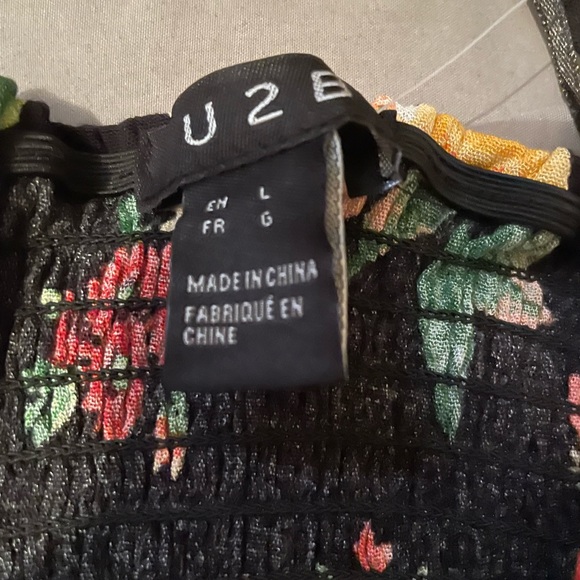 U2B
EN L
FR G
MADE IN CHINA
FABRIQUÉ EN
CHINE